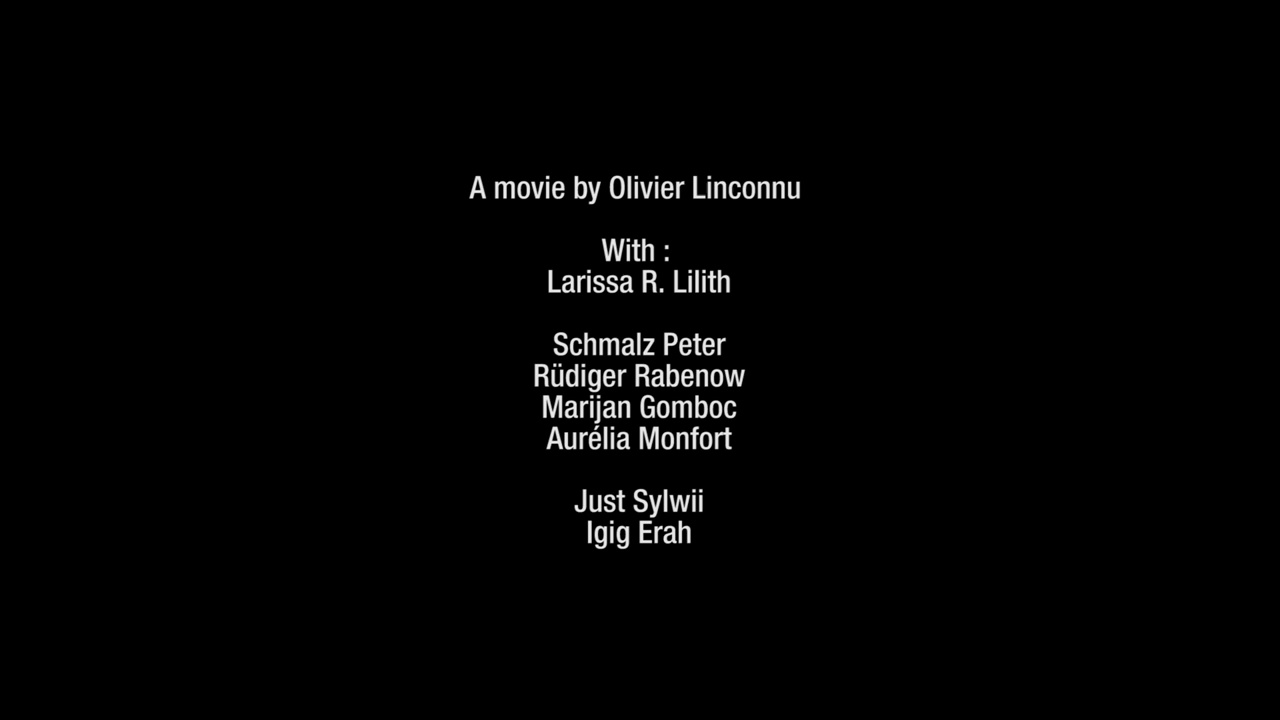 A movie by Olivier Linconnu
With :
Larissa R. Lilith
Schmalz Peter
Rüdiger Rabenow
Marijan Gomboc
Aurélia Monfort
Just Sylwii
Igig Erah